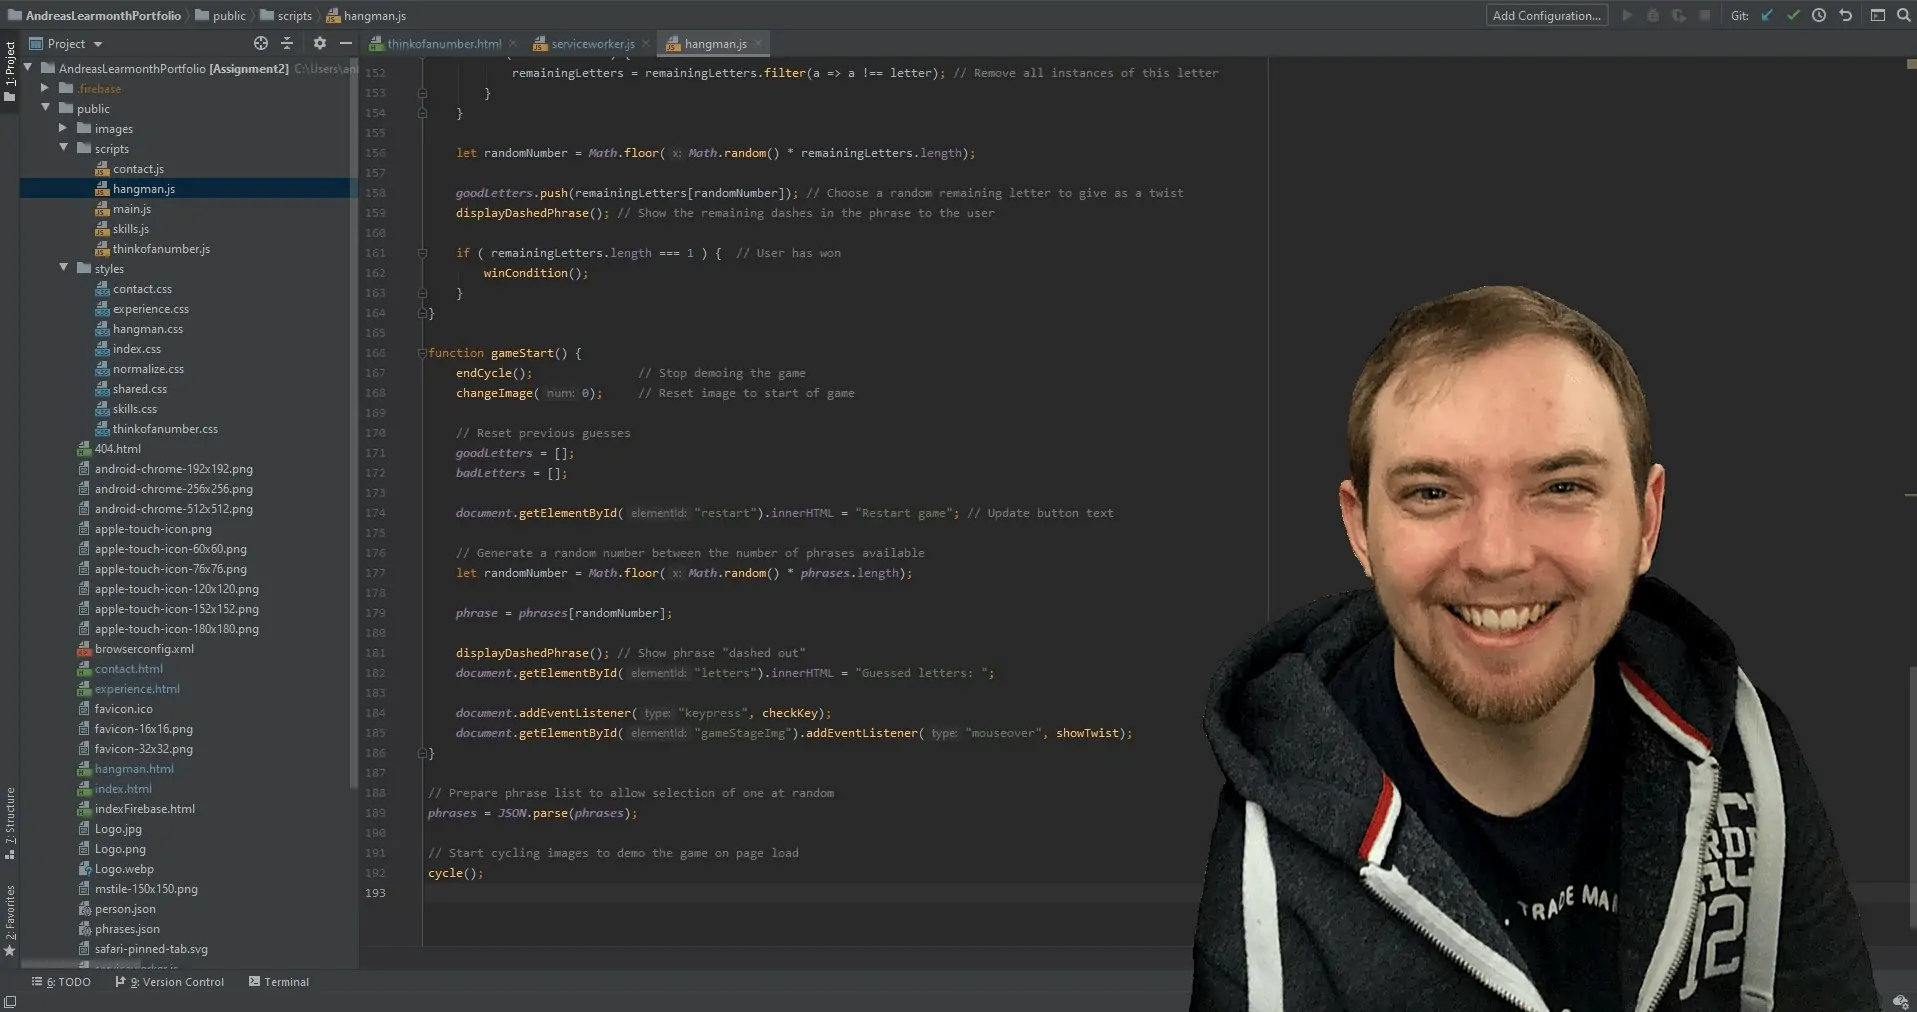 AndreasLearmonthPortfolio public scripts hangman.js
Add Configuration... Git:
1: Project
Project
thinkofanumber.html serviceworker.js hangman.js
AndreasLearmonthPortfolio [Assignment2] C:\Users\an
.firebase
public
images
scripts
contact.js
hangman.js
main.js
skills.js
thinkofanumber.js
styles
contact.css
experience.css
hangman.css
index.css
normalize.css
shared.css
skills.css
thinkofanumber.css
404.html
android-chrome-192x192.png
android-chrome-256x256.png
android-chrome-512x512.png
apple-touch-icon.png
apple-touch-icon-60x60.png
apple-touch-icon-76x76.png
apple-touch-icon-120x120.png
apple-touch-icon-152x152.png
apple-touch-icon-180x180.png
browserconfig.xml
contact.html
experience.html
favicon.ico
favicon-16x16.png
favicon-32x32.png
hangman.html
index.html
indexFirebase.html
Logo.jpg
Logo.png
Logo.webp
mstile-150x150.png
person.json
phrases.json
safari-pinned-tab.svg
7: Structure
2: Favorites
152 remainingLetters = remainingLetters.filter(a => a !== letter); // Remove all instances of this letter
153 }
154 }
155
156 let randomNumber = Math.floor( x: Math.random() * remainingLetters.length);
157
158 goodLetters.push(remainingLetters[randomNumber]); // Choose a random remaining letter to give as a twist
159 displayDashedPhrase(); // Show the remaining dashes in the phrase to the user
160
161 if ( remainingLetters.length === 1 ) { // User has won
162 winCondition();
163 }
164 }
165
166 function gameStart() {
167 endCycle(); // Stop demoing the game
168 changeImage( num: 0); // Reset image to start of game
169
170 // Reset previous guesses
171 goodLetters = [];
172 badLetters = [];
173
174 document.getElementById( elementId: "restart").innerHTML = "Restart game"; // Update button text
175
176 // Generate a random number between the number of phrases available
177 let randomNumber = Math.floor( x: Math.random() * phrases.length);
178
179 phrase = phrases[randomNumber];
180
181 displayDashedPhrase(); // Show phrase "dashed out"
182 document.getElementById( elementId: "letters").innerHTML = "Guessed letters: ";
183
184 document.addEventListener( type: "keypress", checkKey);
185 document.getElementById( elementId: "gameStageImg").addEventListener( type: "mouseover", showTwist);
186 }
187
188 // Prepare phrase list to allow selection of one at random
189 phrases = JSON.parse(phrases);
190
191 // Start cycling images to demo the game on page load
192 cycle();
193
6: TODO 9: Version Control Terminal
TRADE MA